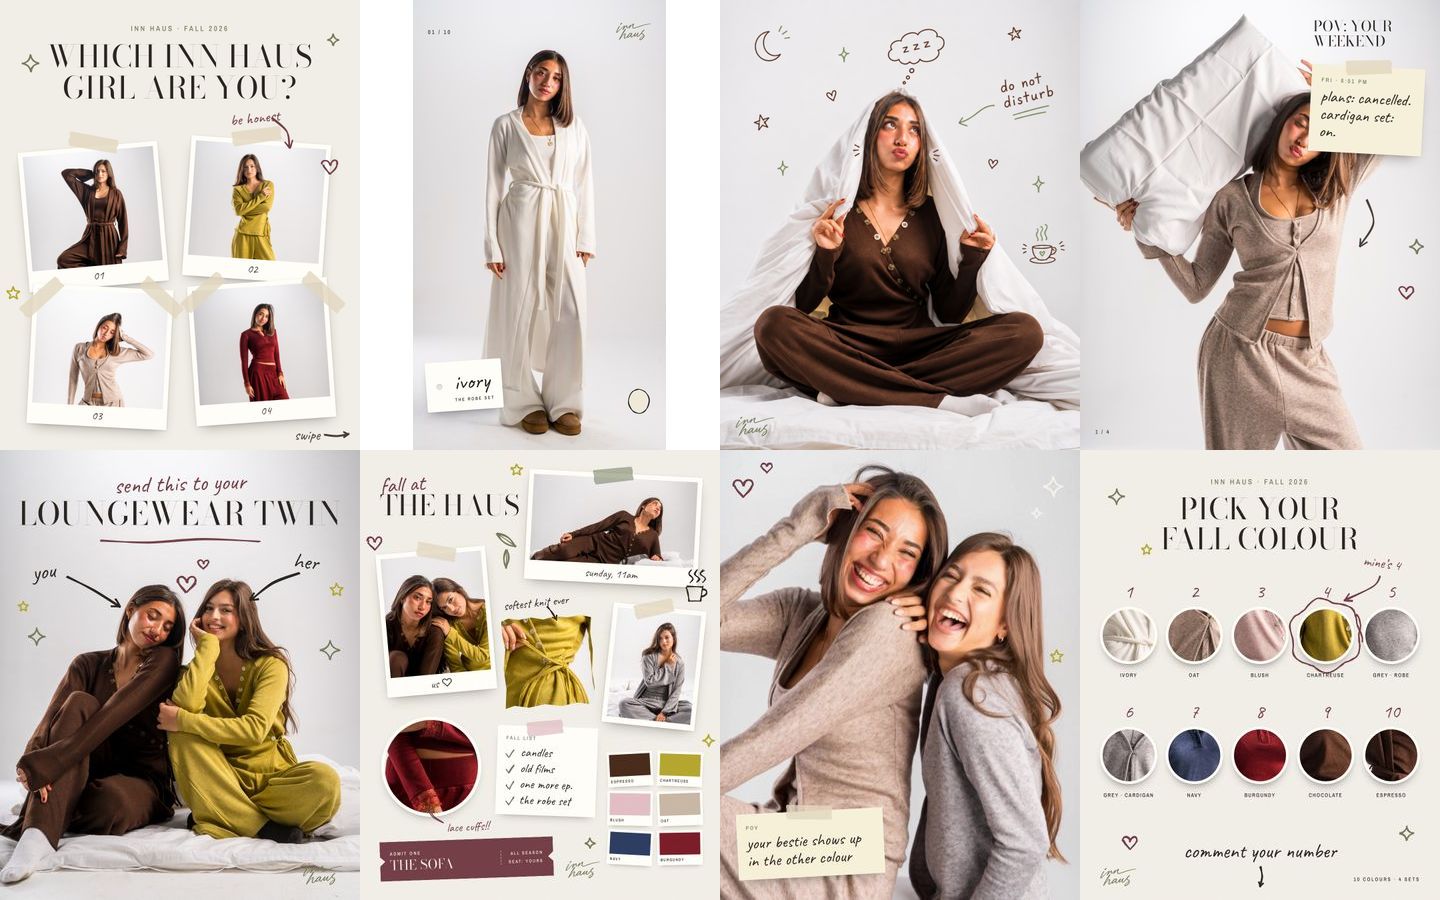 INN HAUS · FALL 2026
WHICH INN HAUS
GIRL ARE YOU?
be honest
01
02
03
04
swipe
01 / 10
inn
haus
ivory
THE ROBE SET
z z z
do not
disturb
inn
haus
POV: YOUR
WEEKEND
FRI · 8:01 PM
plans: cancelled.
cardigan set:
on.
1 / 4
send this to your
LOUNGEWEAR TWIN
you
her
inn
haus
fall at
THE HAUS
sunday, 11am
us
softest knit ever
FALL LIST
candles
old films
one more ep.
the robe set
lace cuffs!!
ESPRESSO
CHARTREUSE
BLUSH
OAT
NAVY
BURGUNDY
ADMIT ONE
THE SOFA
ALL SEASON
SEAT: YOURS
inn
haus
POV
your bestie shows up
in the other colour
INN HAUS · FALL 2026
PICK YOUR
FALL COLOUR
mine's 4
1 2 3 4 5
IVORY OAT BLUSH CHARTREUSE GREY · ROBE
6 7 8 9 10
GREY · CARDIGAN NAVY BURGUNDY CHOCOLATE ESPRESSO
comment your number
inn
haus
10 COLOURS · 4 SETS